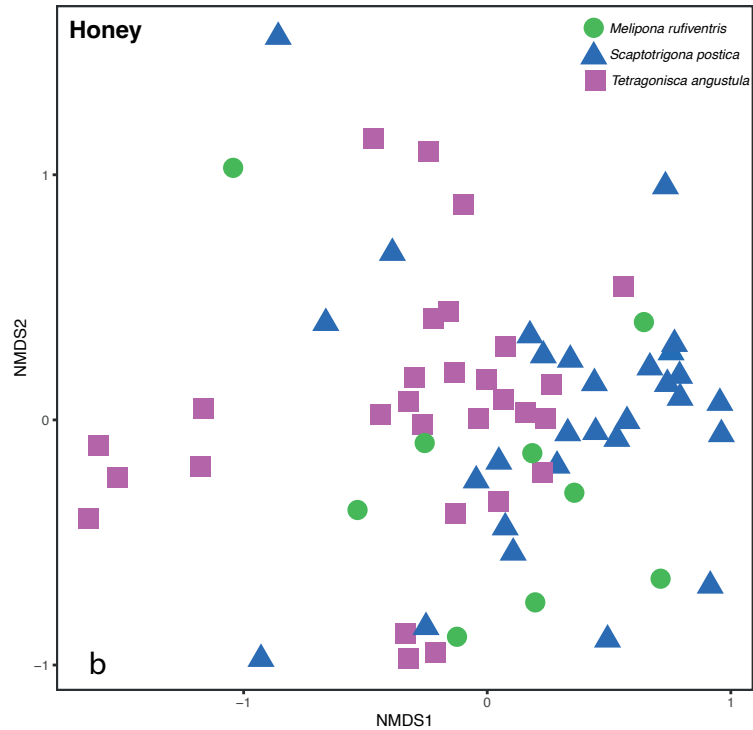 Honey
Melipona rufiventris
Scaptotrigona postica
Tetragonisca angustula
NMDS2
1
0
−1
b
−1
0
1
NMDS1